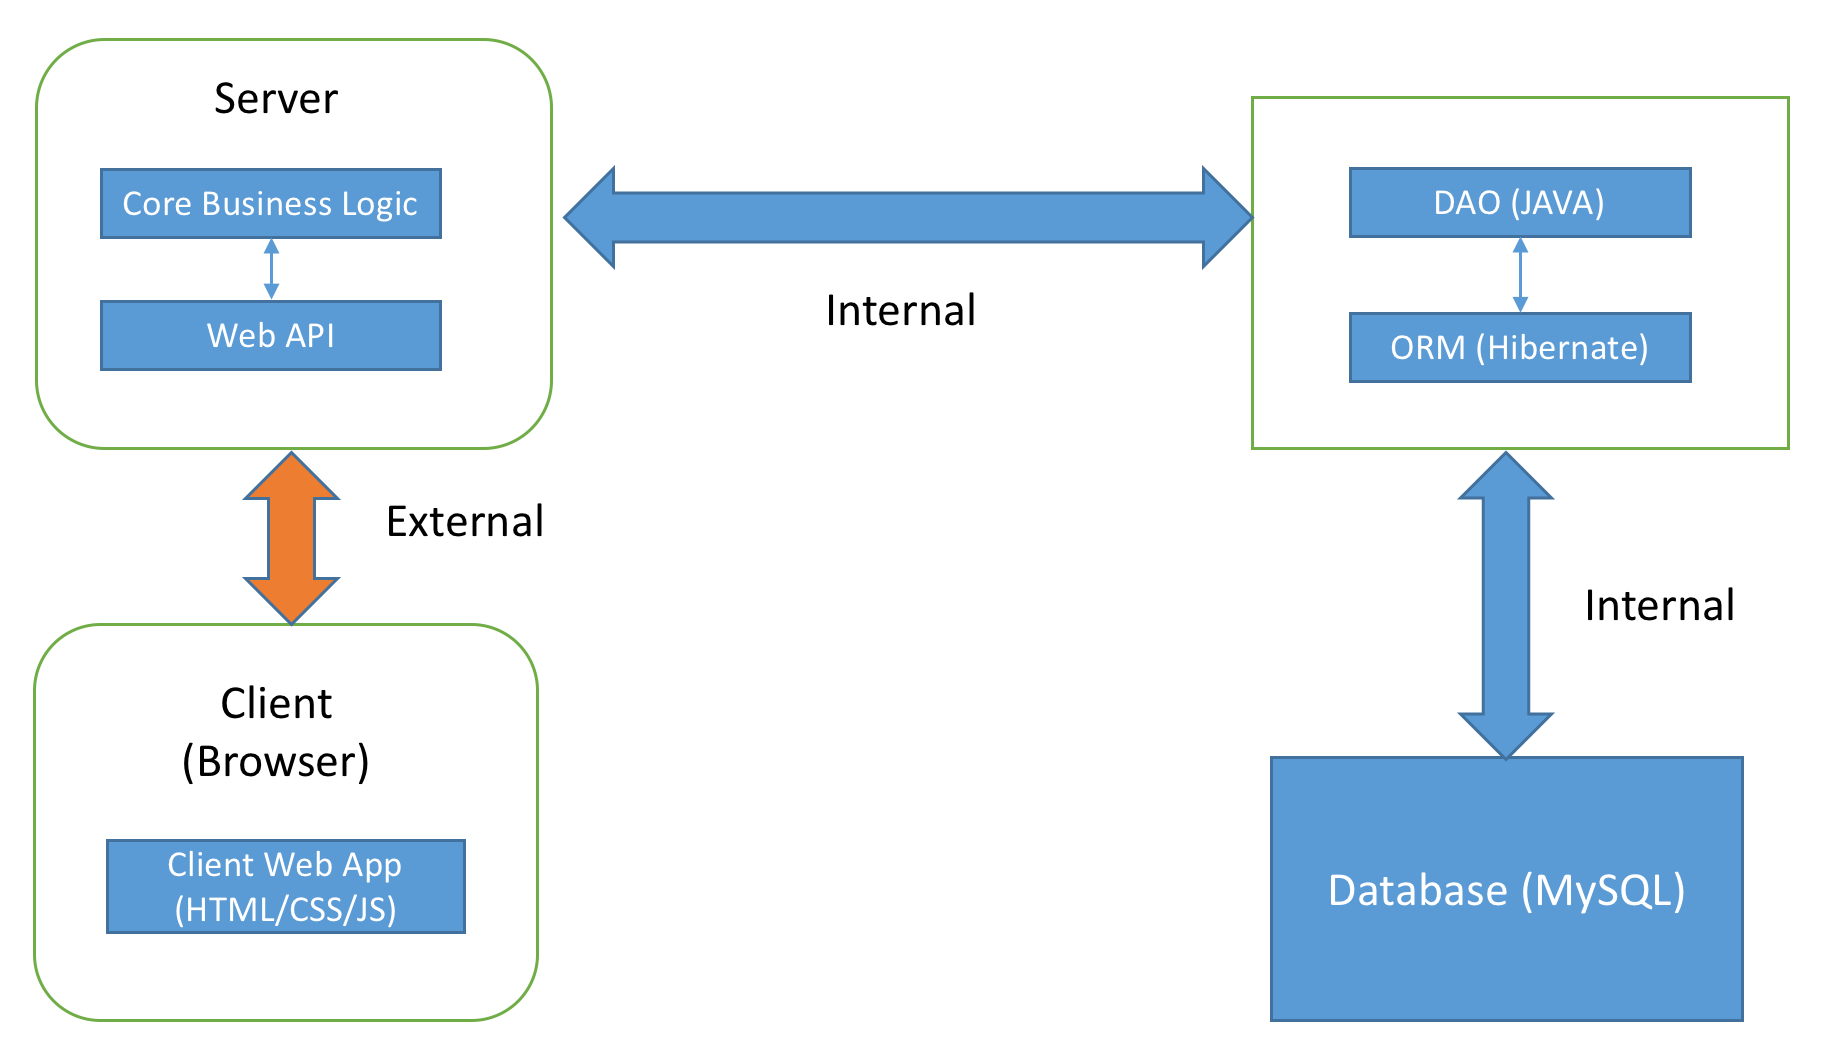 Server
Core Business Logic
Web API
Internal
DAO (JAVA)
ORM (Hibernate)
External
Internal
Client
(Browser)
Client Web App
(HTML/CSS/JS)
Database (MySQL)